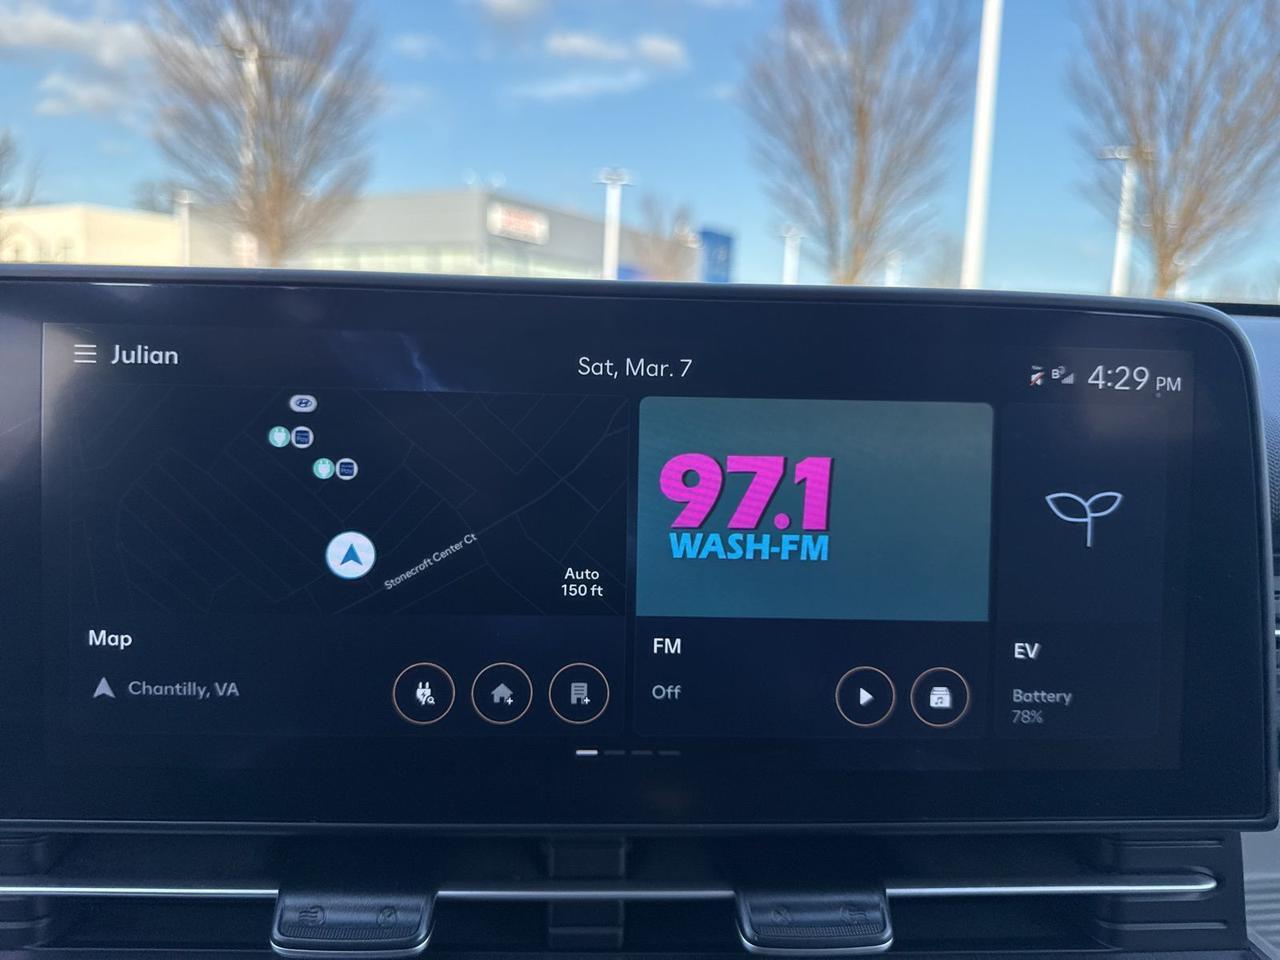 Julian
Sat, Mar. 7
4:29 PM
Stonecroft Center Ct
Auto
150 ft
97.1
WASH-FM
Map
Chantilly, VA
FM
Off
EV
Battery
78%